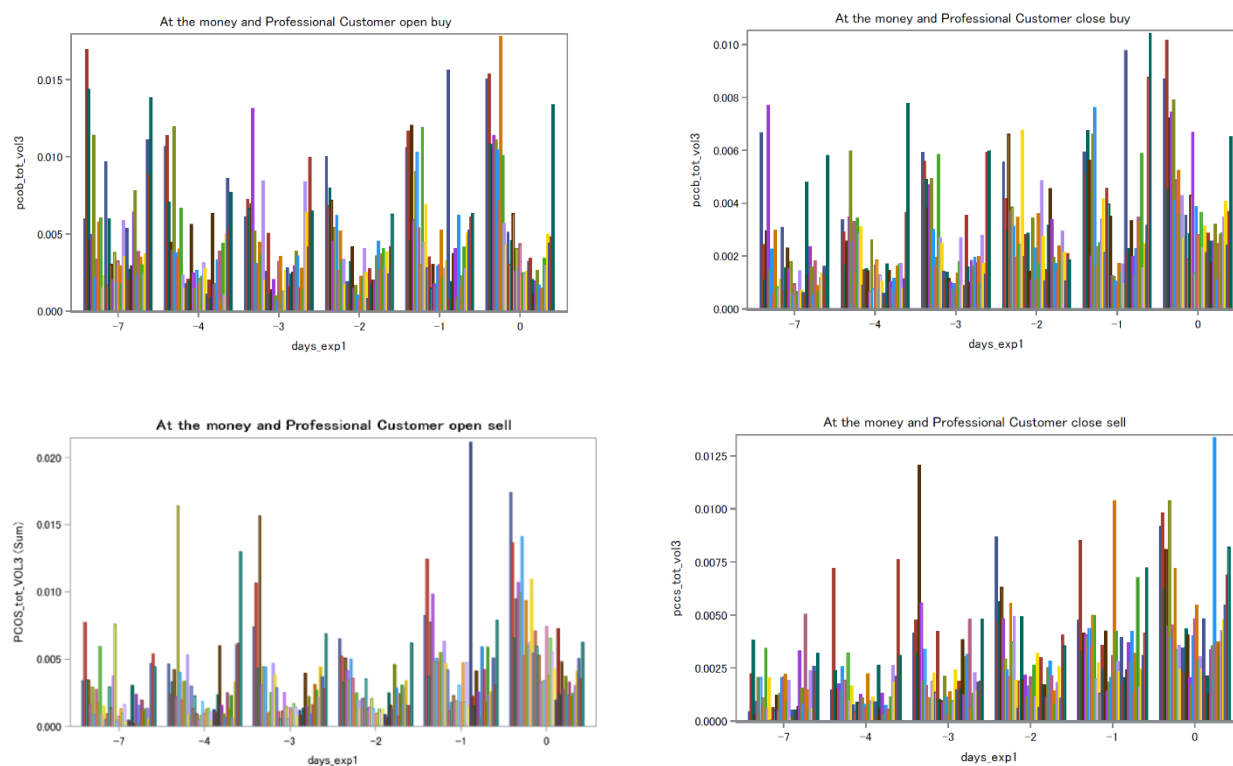 At the money and Professional Customer open buy
0.015
0.010
0.005
0.000
pcob_tot_vol3
-7 -4 -3 -2 -1 0
days_exp1
At the money and Professional Customer close buy
0.010
0.008
0.006
0.004
0.002
0.000
pccb_tot_vol3
-7 -4 -3 -2 -1 0
days_exp1
At the money and Professional Customer open sell
0.020
0.015
0.010
0.005
0.000
PCOS_tot_VOL3 (Sum)
-7 -4 -3 -2 -1 0
days_exp1
At the money and Professional Customer close sell
0.0125
0.0100
0.0075
0.0050
0.0025
0.0000
pccs_tot_vol3
-7 -4 -3 -2 -1 0
days_exp1